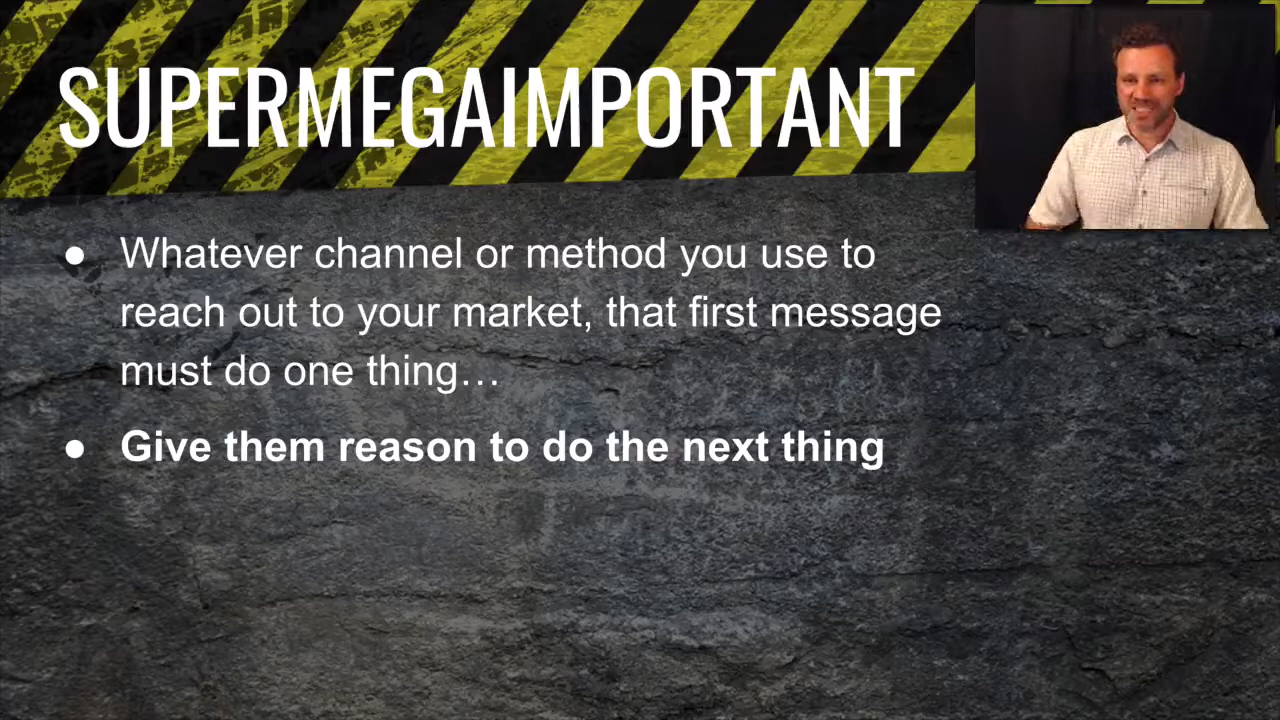 SUPERMEGAIMPORTANT
● Whatever channel or method you use to
reach out to your market, that first message
must do one thing…
● Give them reason to do the next thing